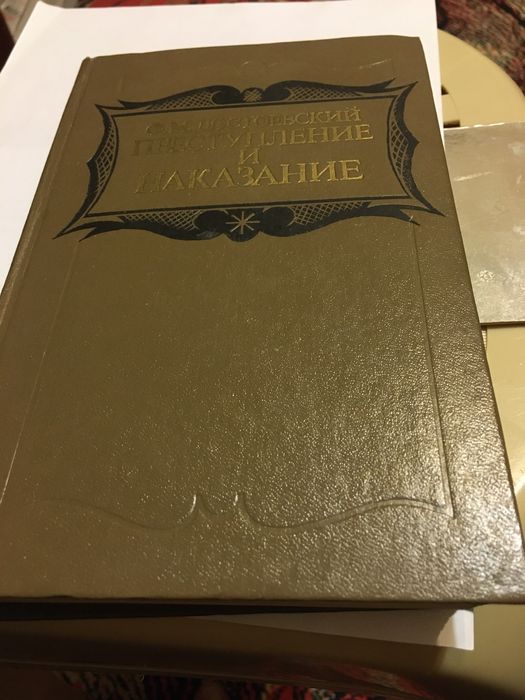 Ф. М. ДОСТОЕВСКИЙ
ПРЕСТУПЛЕНИЕ
И
НАКАЗАНИЕ